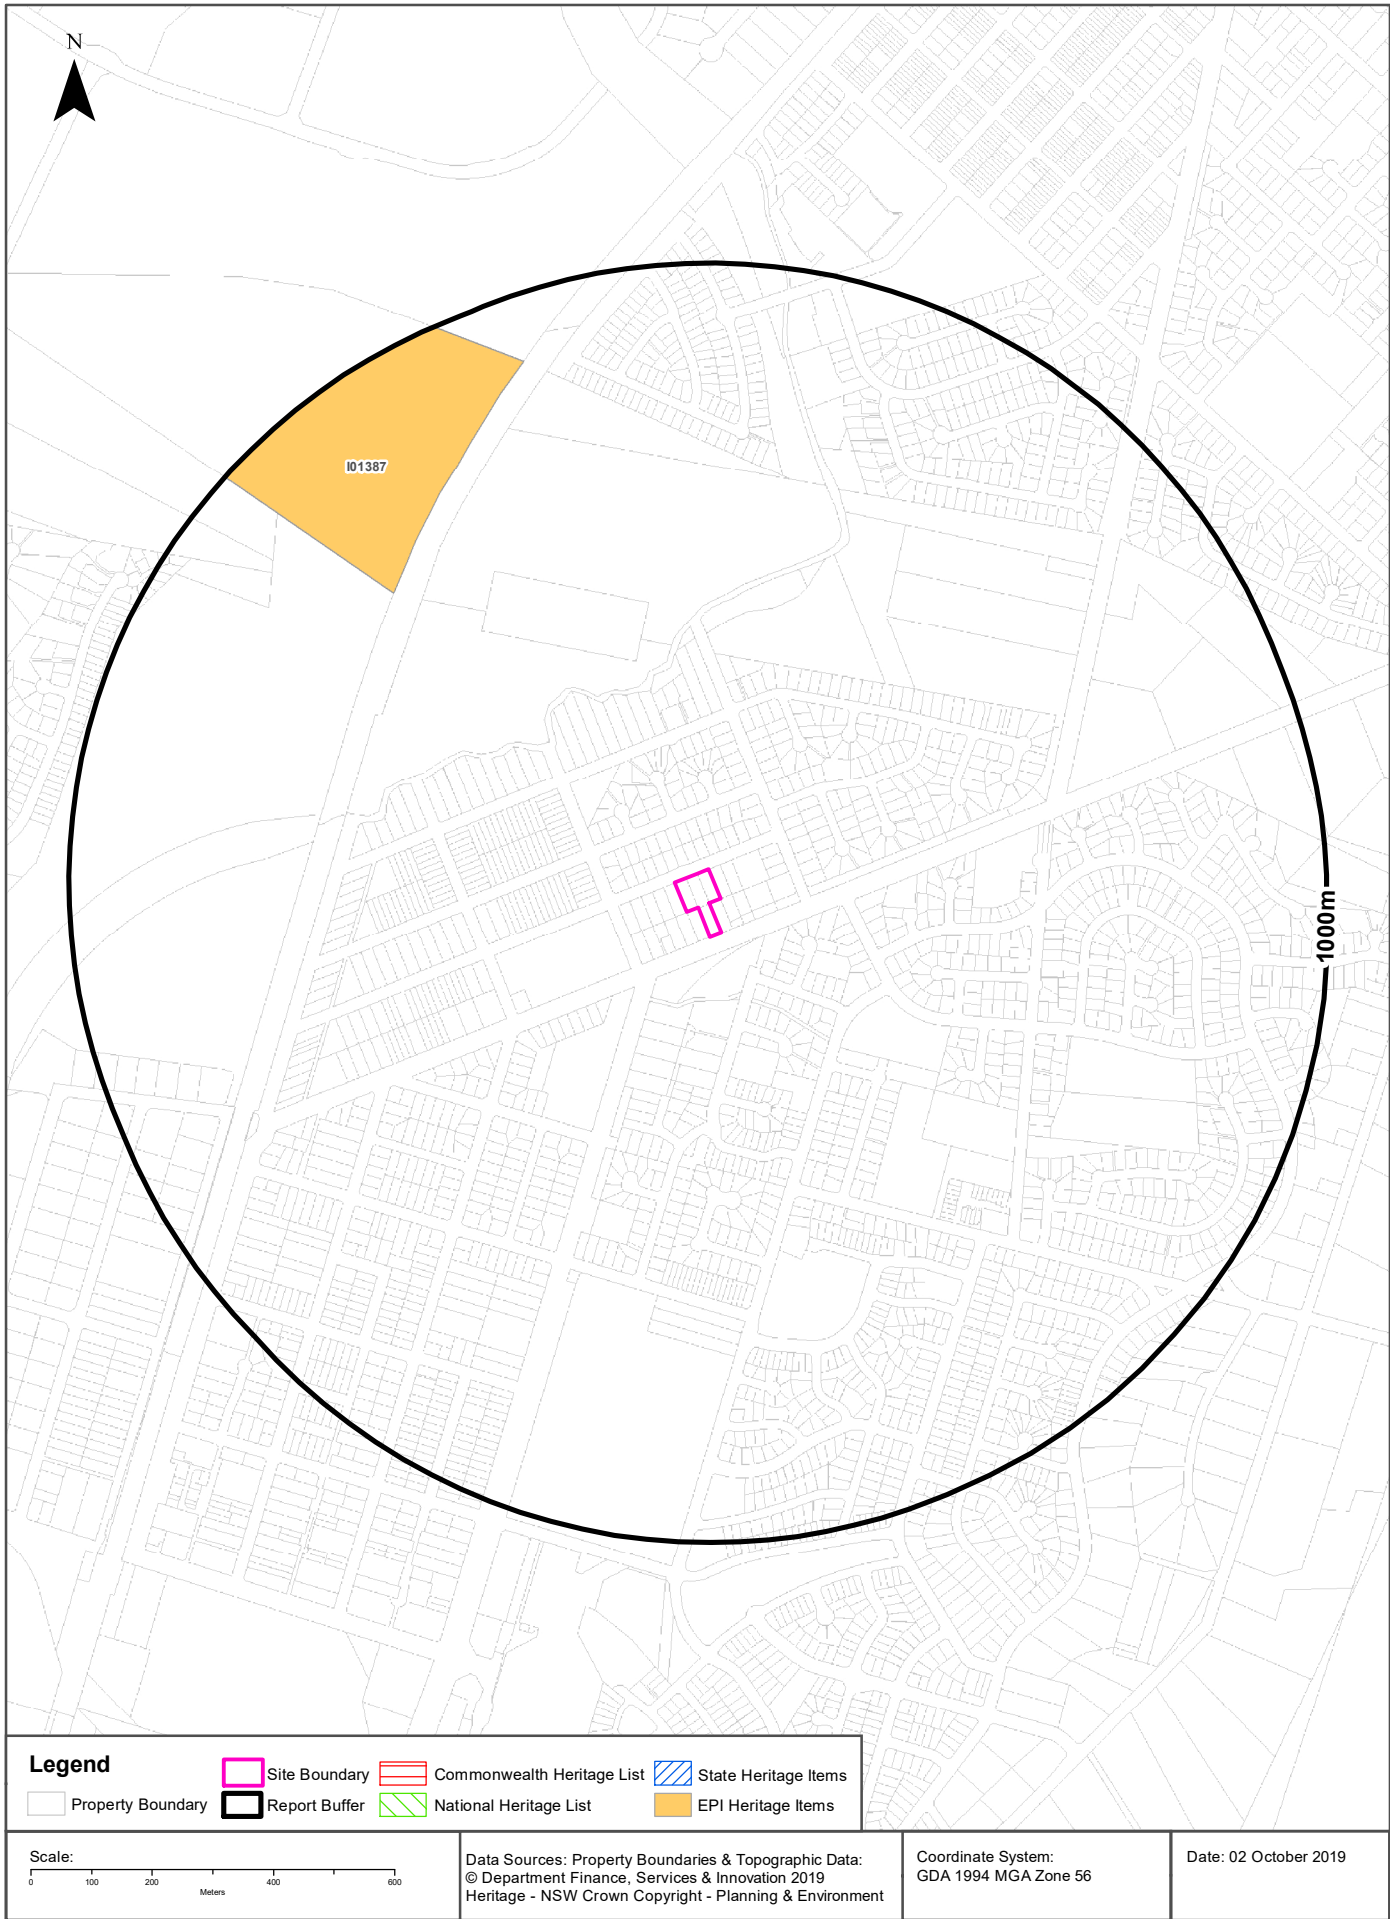 N
I01387
1000m
Legend
Property Boundary
Site Boundary
Report Buffer
Commonwealth Heritage List
National Heritage List
State Heritage Items
EPI Heritage Items
Scale:
0 100 200 400 600
Meters
Data Sources: Property Boundaries & Topographic Data:
© Department Finance, Services & Innovation 2019
Heritage - NSW Crown Copyright - Planning & Environment
Coordinate System:
GDA 1994 MGA Zone 56
Date: 02 October 2019